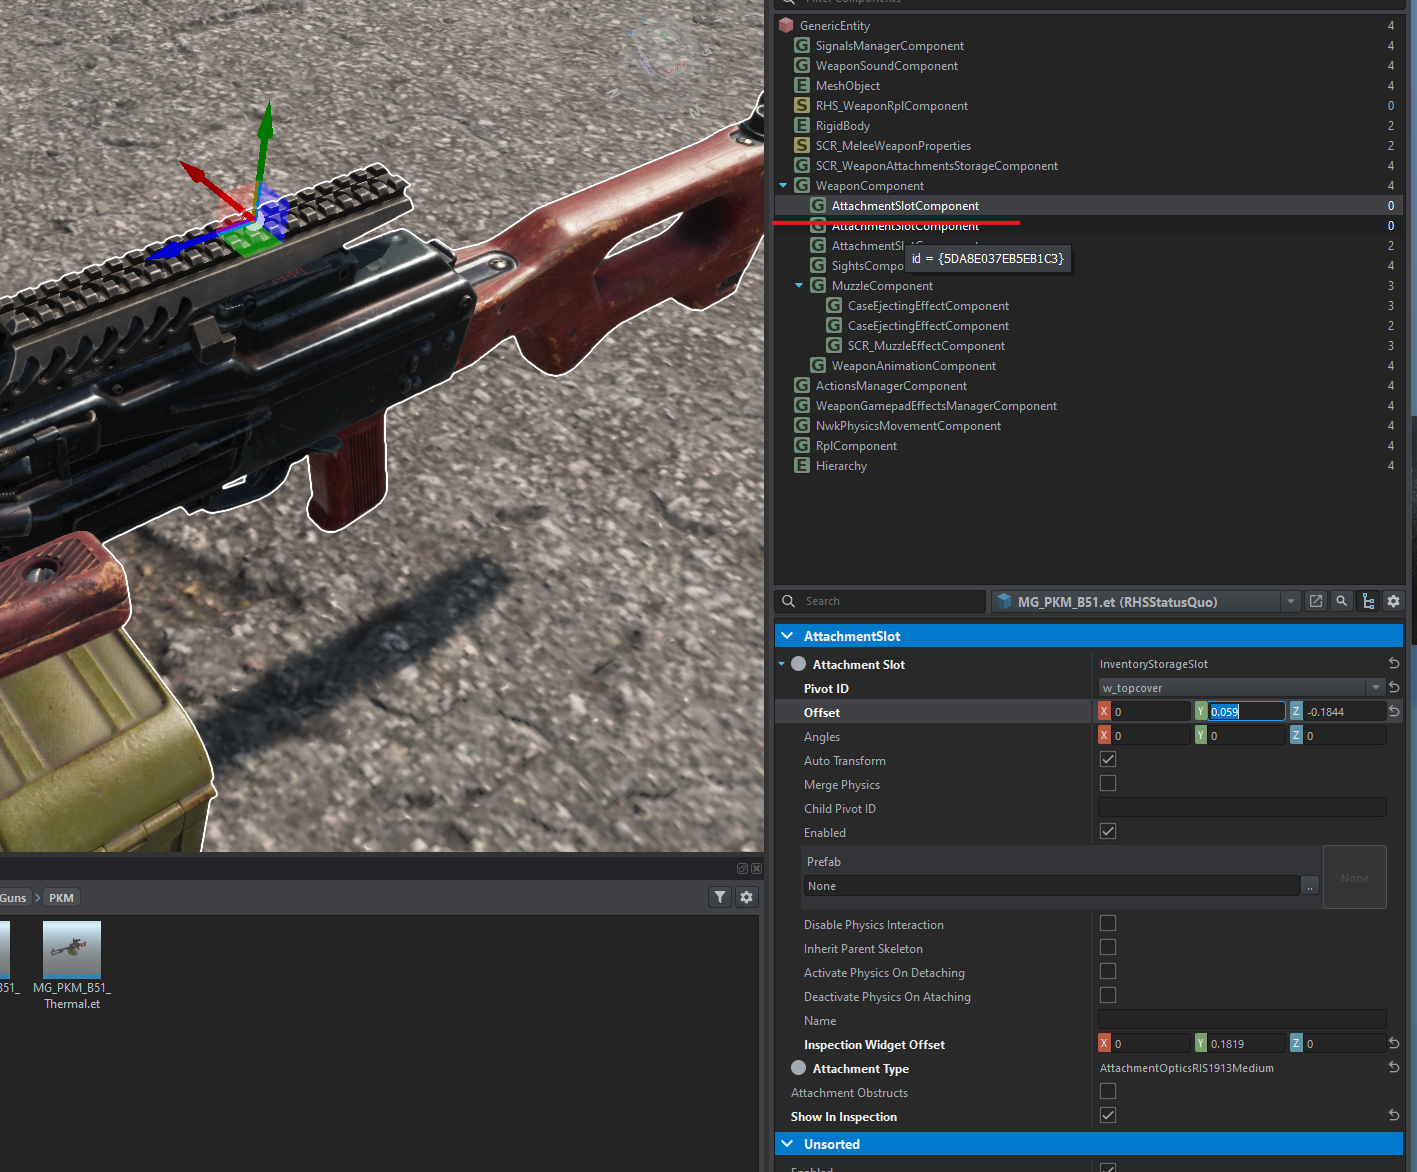 Filter Components
GenericEntity 4
SignalsManagerComponent 4
WeaponSoundComponent 4
MeshObject 4
RHS_WeaponRplComponent 0
RigidBody 2
SCR_MeleeWeaponProperties 2
SCR_WeaponAttachmentsStorageComponent 4
WeaponComponent 4
AttachmentSlotComponent 0
AttachmentSlotComponent 0
AttachmentSl 2
id = {5DA8E037EB5EB1C3}
SightsCompo 4
MuzzleComponent 3
CaseEjectingEffectComponent 3
CaseEjectingEffectComponent 2
SCR_MuzzleEffectComponent 3
WeaponAnimationComponent 4
ActionsManagerComponent 4
WeaponGamepadEffectsManagerComponent 4
NwkPhysicsMovementComponent 4
RplComponent 4
Hierarchy 4
Search MG_PKM_B51.et (RHSStatusQuo)
AttachmentSlot
Attachment Slot InventoryStorageSlot
Pivot ID w_topcover
Offset X 0 Y 0.059 Z -0.1844
Angles X 0 Y 0 Z 0
Auto Transform
Merge Physics
Child Pivot ID
Enabled
Prefab
None .. None
Disable Physics Interaction
Inherit Parent Skeleton
Activate Physics On Detaching
Deactivate Physics On Ataching
Name
Inspection Widget Offset X 0 Y 0.1819 Z 0
Attachment Type AttachmentOpticsRIS1913Medium
Attachment Obstructs
Show In Inspection
Unsorted
Enabled
Guns > PKM
B51_ MG_PKM_B51_
Thermal.et